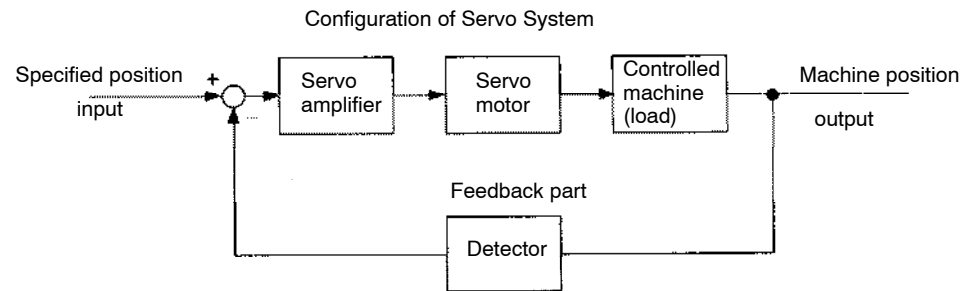 Configuration of Servo System
Specified position
input
+
Servo
amplifier
Servo
motor
Controlled
machine
(load)
Machine position
output
Feedback part
Detector